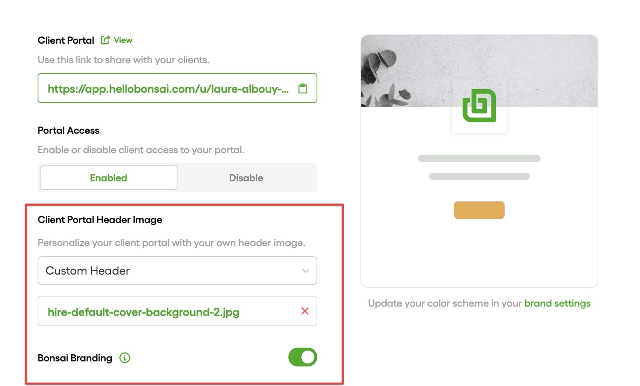 Client Portal View
Use this link to share with your clients.
https://app.hellobonsai.com/u/laure-albouy-...
Portal Access
Enable or disable client access to your portal.
Enabled Disable
Client Portal Header Image
Personalize your client portal with your own header image.
Custom Header
hire-default-cover-background-2.jpg
Bonsai Branding
Update your color scheme in your brand settings